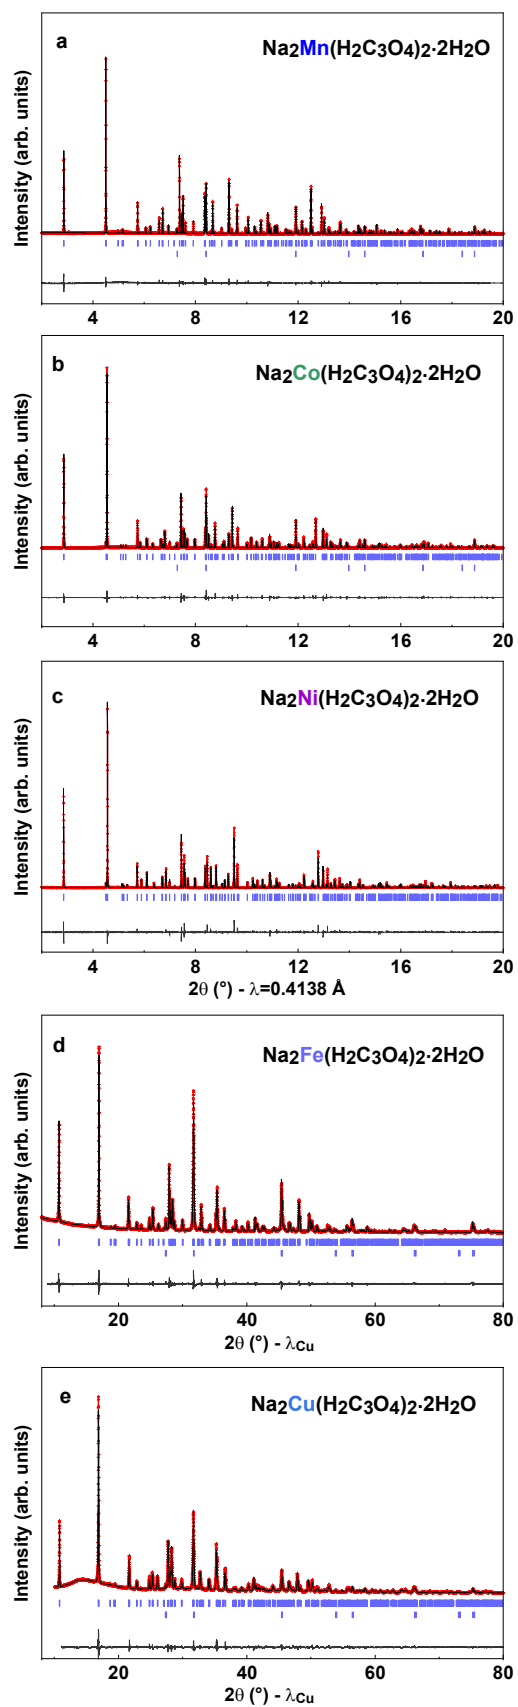 a
Na₂Mn(H₂C₃O₄)₂·2H₂O
Intensity (arb. units)
4 8 12 16 20
b
Na₂Co(H₂C₃O₄)₂·2H₂O
Intensity (arb. units)
4 8 12 16 20
c
Na₂Ni(H₂C₃O₄)₂·2H₂O
Intensity (arb. units)
4 8 12 16 20
2θ (°) - λ=0.4138 Å
d
Na₂Fe(H₂C₃O₄)₂·2H₂O
Intensity (arb. units)
20 40 60 80
2θ (°) - λCu
e
Na₂Cu(H₂C₃O₄)₂·2H₂O
Intensity (arb. units)
20 40 60 80
2θ (°) - λCu